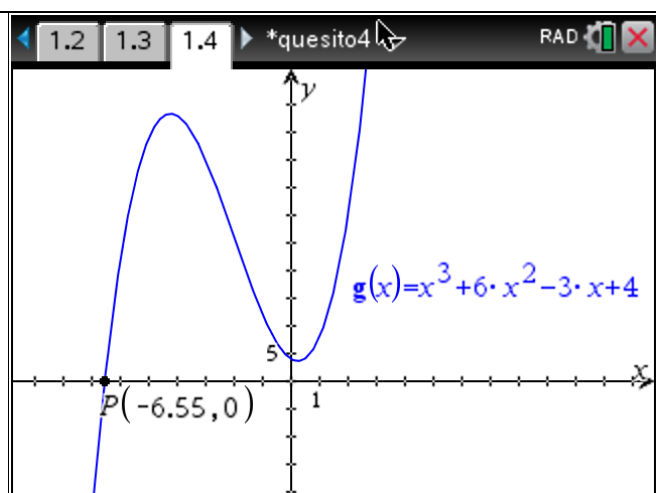 1.2 1.3 1.4 *quesito4 RAD
y
g(x)=x³+6·x²−3·x+4
5
x
P(-6.55,0) 1